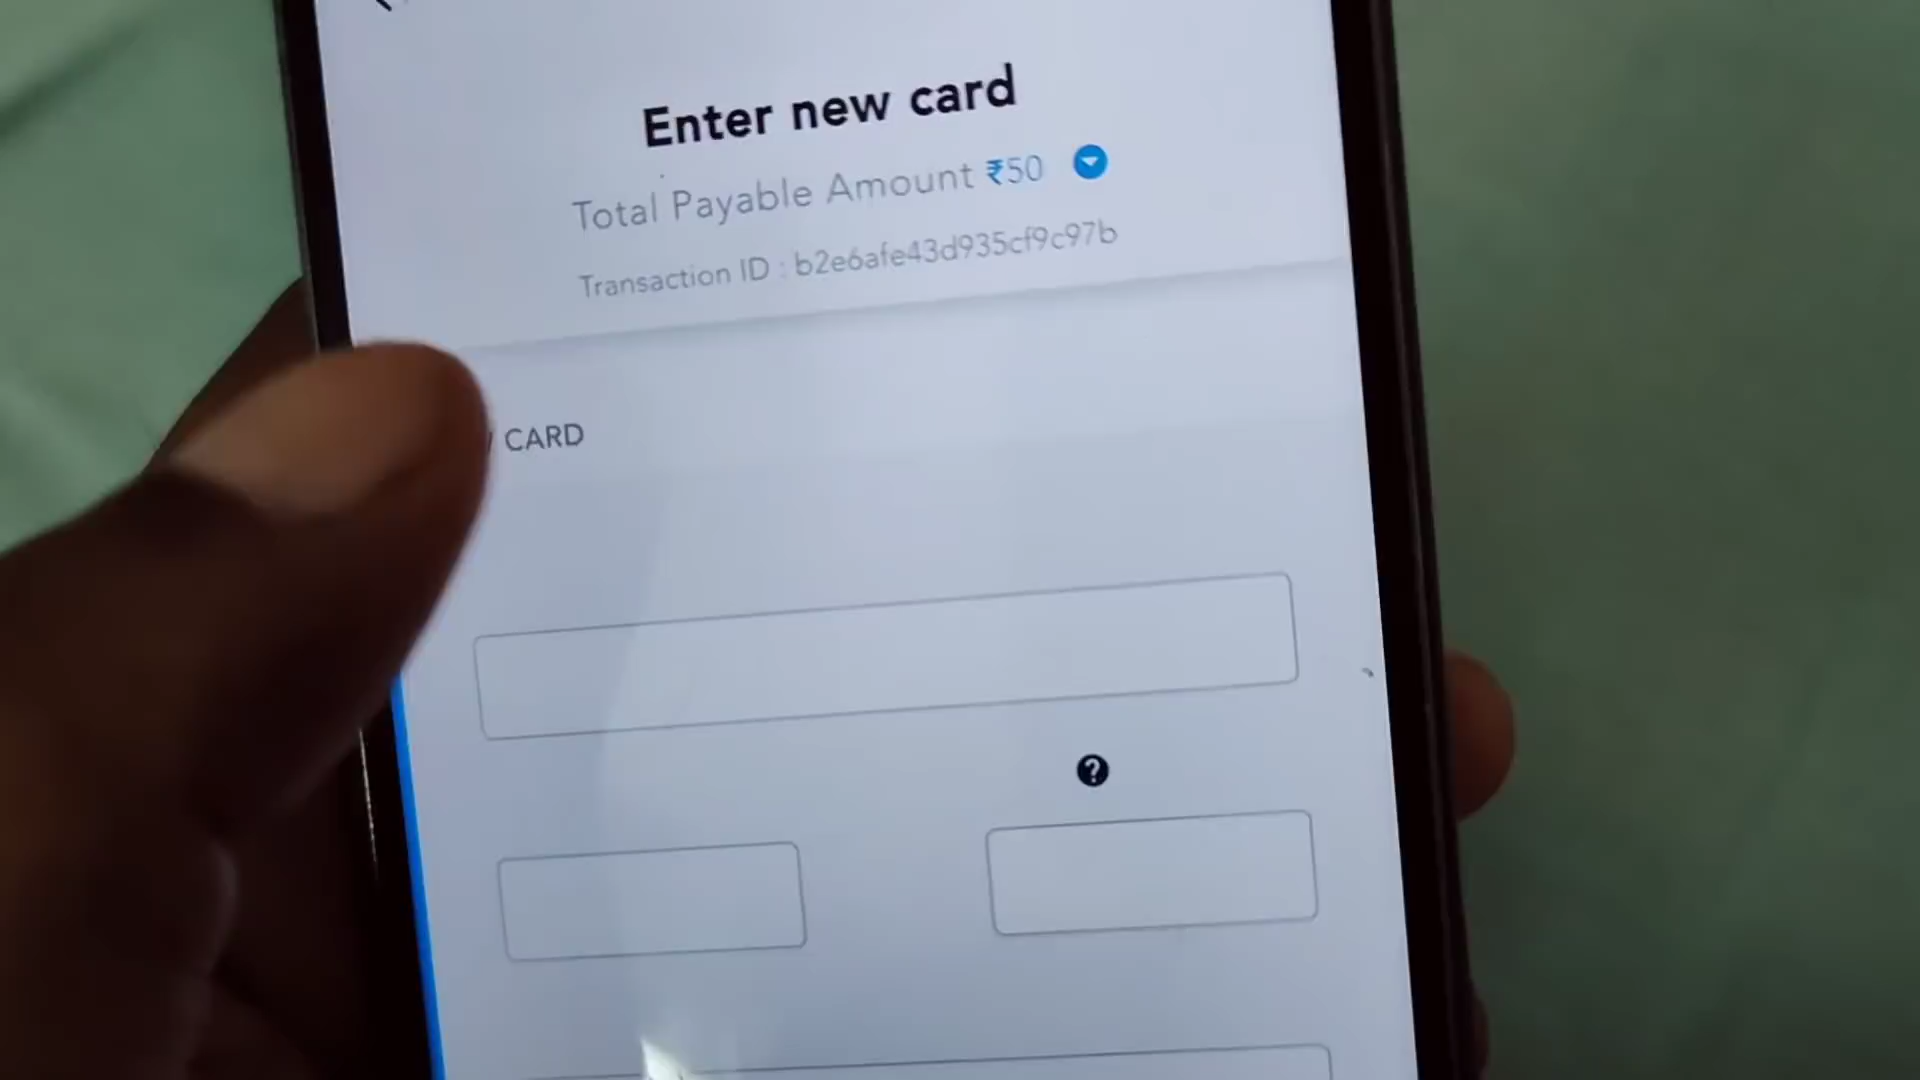 Enter new card
Total Payable Amount ₹50
Transaction ID : b2e6afe43d935cf9c97b
CARD
?